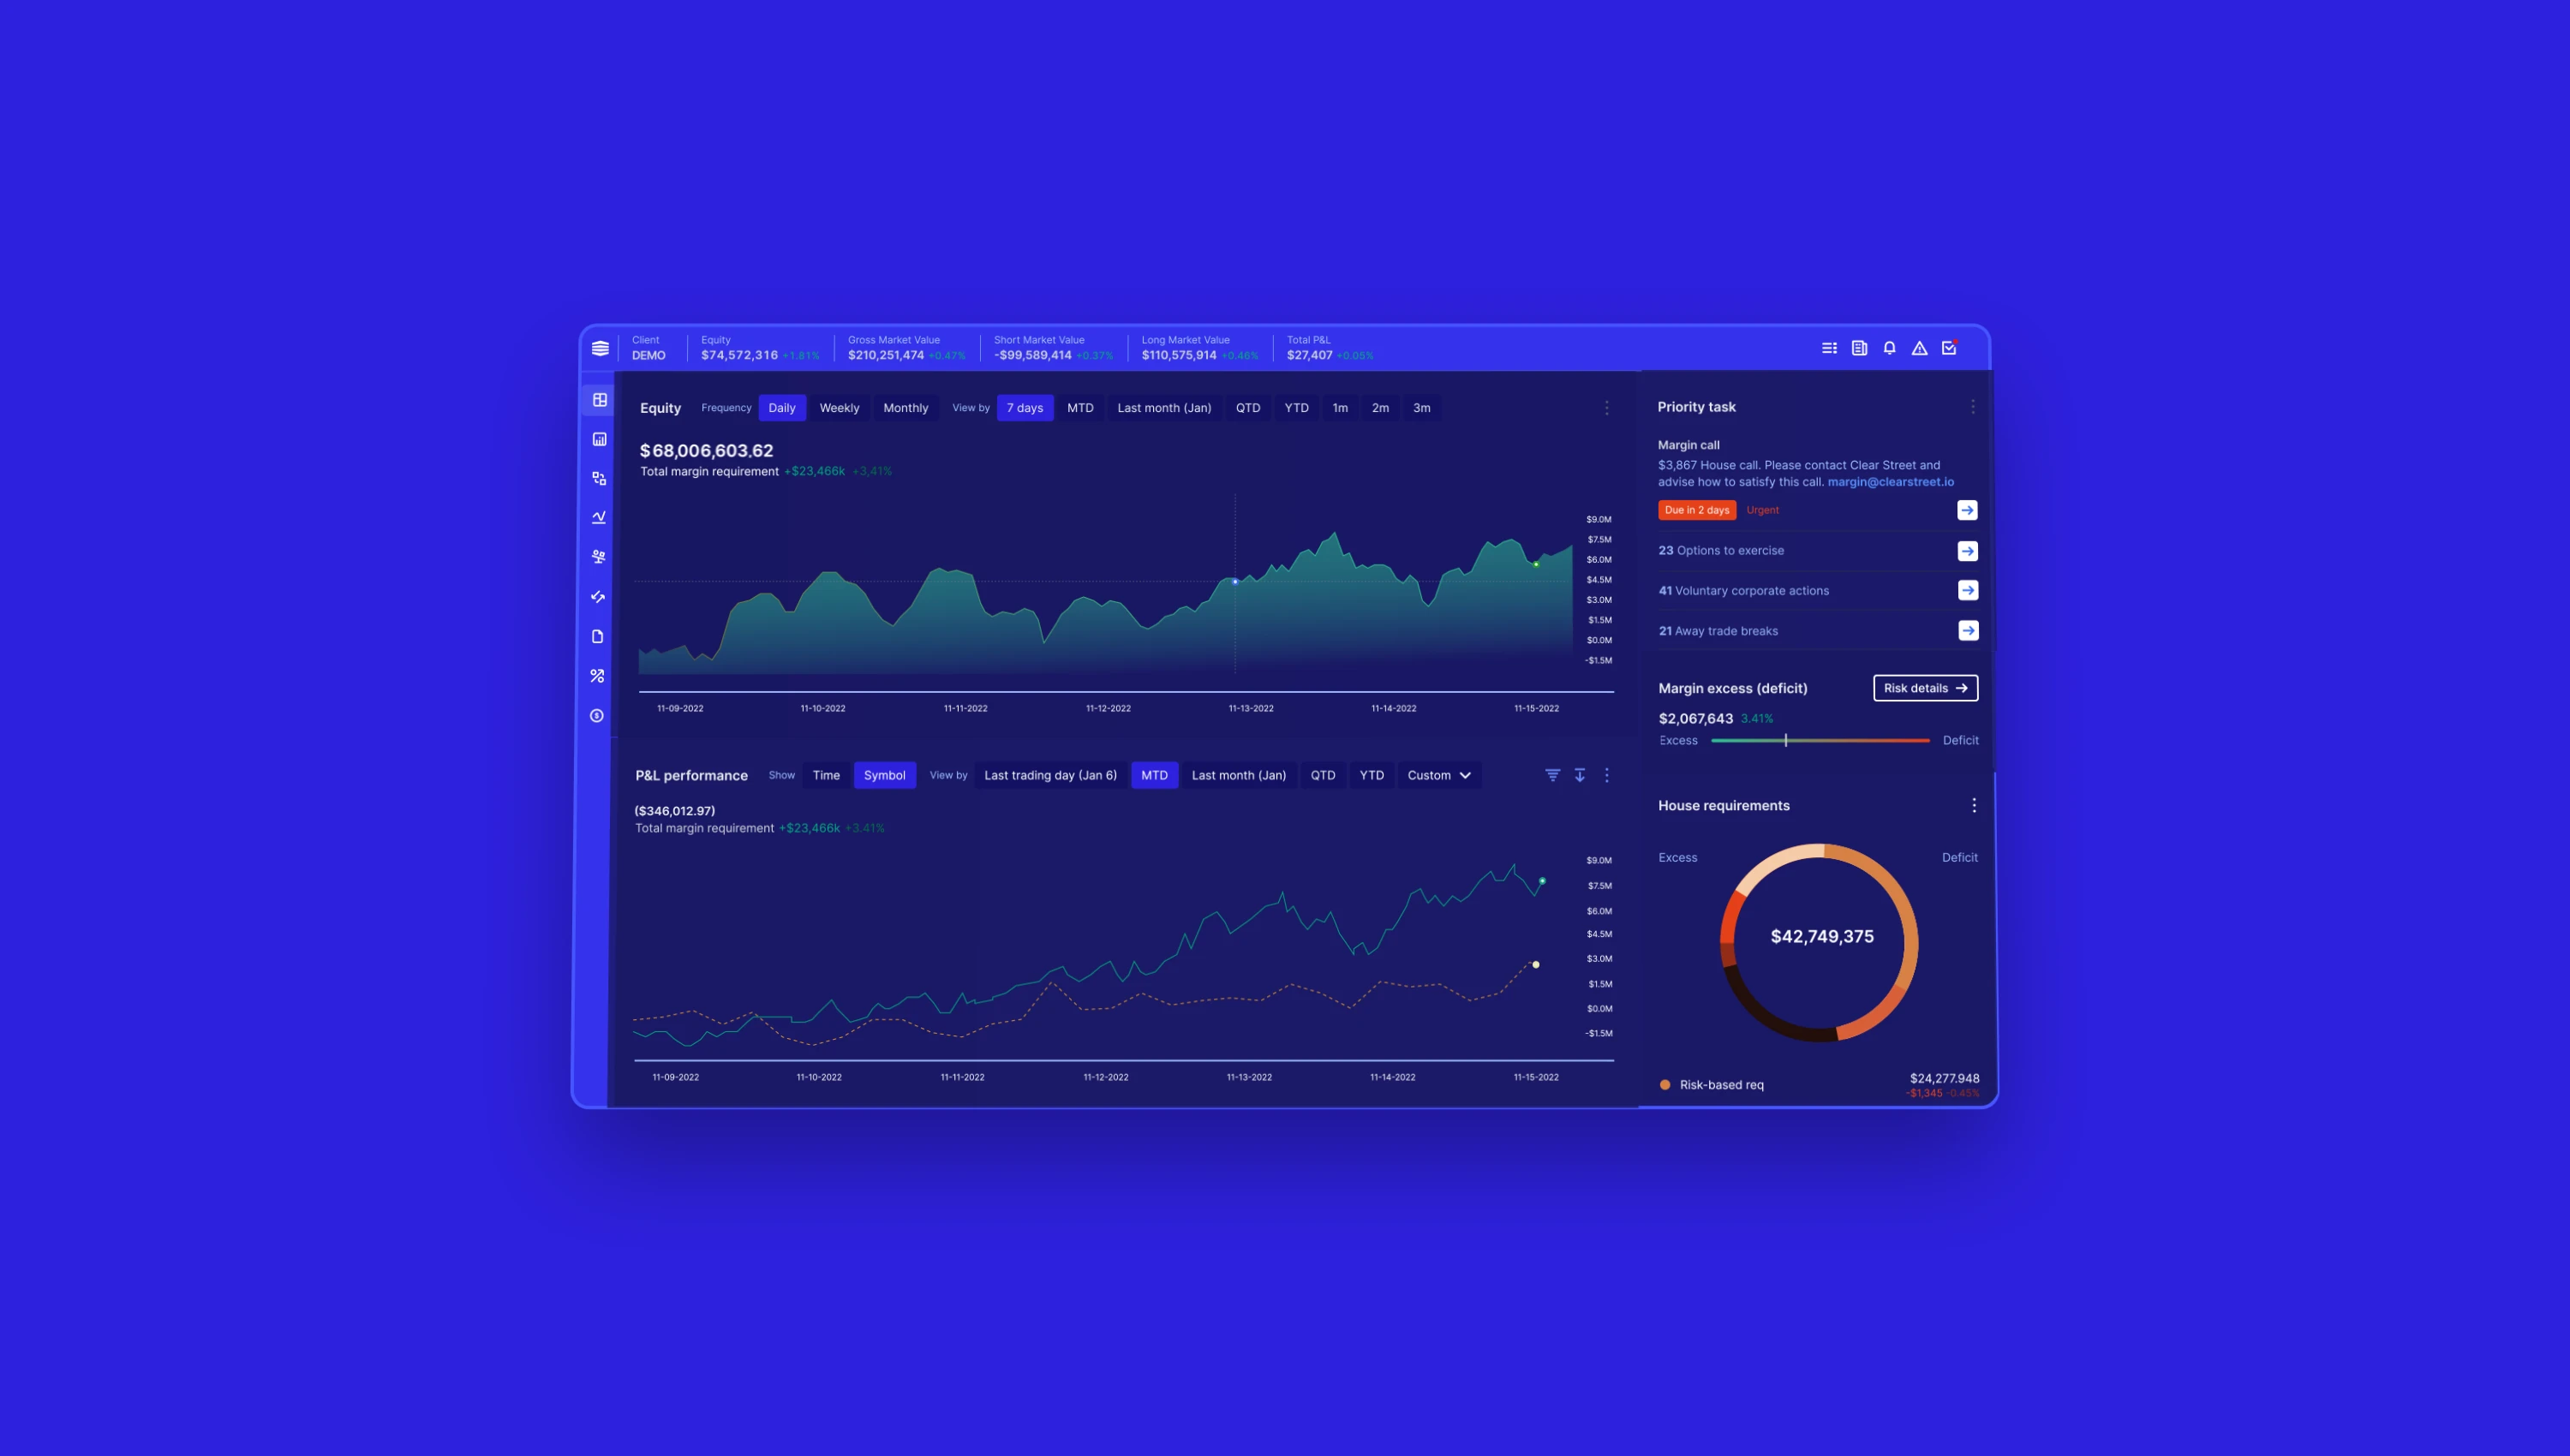 Client
DEMO
Equity
$74,572,316 +1.81%
Gross Market Value
$210,251,474 +0.47%
Short Market Value
-$99,589,414 +0.37%
Long Market Value
$110,575,914 +0.46%
Total P&L
$27,407 +0.05%
Equity Frequency Daily Weekly Monthly View by 7 days MTD Last month (Jan) QTD YTD 1m 2m 3m
$68,006,603.62
Total margin requirement +$23,466k +3,41%
$9.0M
$7.5M
$6.0M
$4.5M
$3.0M
$1.5M
$0.0M
-$1.5M
11-09-2022 11-10-2022 11-11-2022 11-12-2022 11-13-2022 11-14-2022 11-15-2022
P&L performance Show Time Symbol View by Last trading day (Jan 6) MTD Last month (Jan) QTD YTD Custom
($346,012.97)
Total margin requirement +$23,466k +3.41%
$9.0M
$7.5M
$6.0M
$4.5M
$3.0M
$1.5M
$0.0M
-$1.5M
11-09-2022 11-10-2022 11-11-2022 11-12-2022 11-13-2022 11-14-2022 11-15-2022
Priority task
Margin call
$3,867 House call. Please contact Clear Street and
advise how to satisfy this call. margin@clearstreet.io
Due in 2 days Urgent
23 Options to exercise
41 Voluntary corporate actions
21 Away trade breaks
Margin excess (deficit) Risk details
$2,067,643 3.41%
Excess Deficit
House requirements
Excess Deficit
$42,749,375
Risk-based req $24,277.948
-$1,345 -0.45%